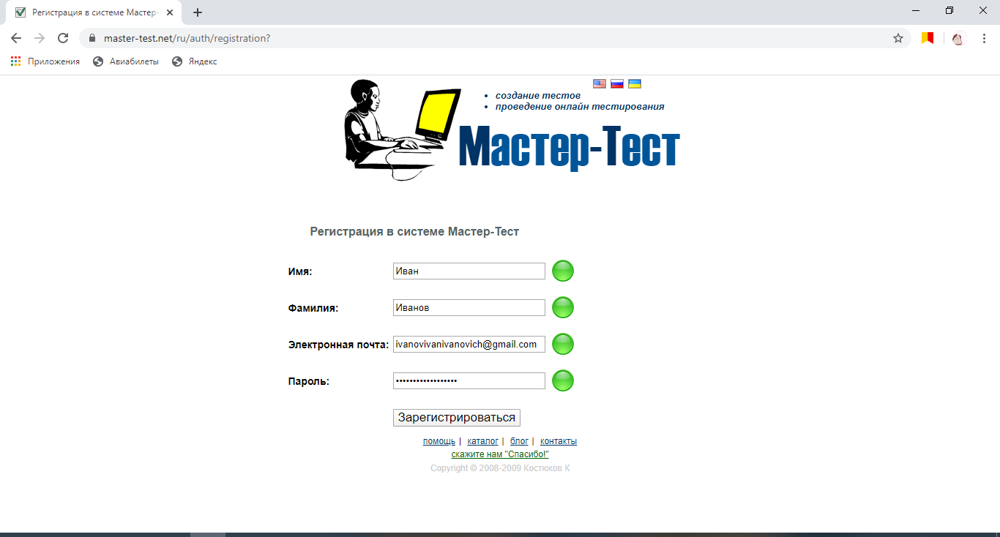 Регистрация в системе Мастер-
master-test.net/ru/auth/registration?
Приложения Авиабилеты Яндекс
создание тестов
проведение онлайн тестирования
Мастер-Тест
Регистрация в системе Мастер-Тест
Имя: Иван
Фамилия: Иванов
Электронная почта: ivanovivanivanovich@gmail.com
Пароль: ••••••••••••••••••
Зарегистрироваться
помощь | каталог | блог | контакты
скажите нам "Спасибо!"
Copyright © 2008-2009 Костюков К